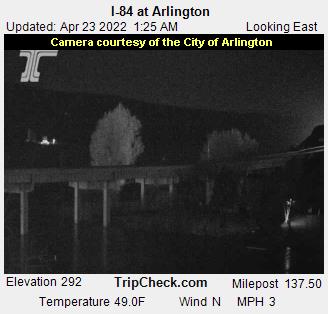 I-84 at Arlington
Updated: Apr 23 2022 1:25 AM Looking East
Camera courtesy of the City of Arlington
Elevation 292 TripCheck.com Milepost 137.50
Temperature 49.0F Wind N MPH 3